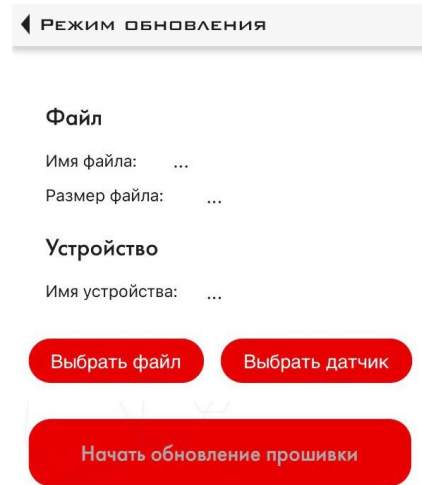 Режим обновления
Файл
Имя файла: ...
Размер файла: ...
Устройство
Имя устройства: ...
Выбрать файл Выбрать датчик
Начать обновление прошивки